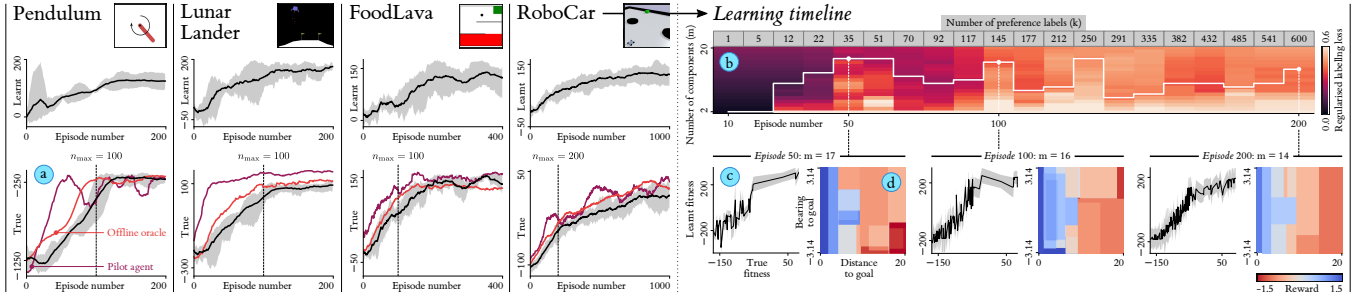 Pendulum
Lunar
Lander
FoodLava
RoboCar
Learning timeline
Learnt
0
200
0
Episode number
200
Learnt
−50
200
0
Episode number
200
Learnt
0
150
0
Episode number
400
Learnt
−50
150
0
Episode number
1000
a
n_max = 100
True
−1250
−250
Offline oracle
Pilot agent
0
Episode number
200
n_max = 100
True
−300
100
0
Episode number
200
n_max = 100
True
−50
150
0
Episode number
400
n_max = 200
True
−100
50
0
Episode number
1000
Number of preference labels (k)
1 5 12 22 35 51 70 92 117 145 177 212 250 291 335 382 432 485 541 600
b
Number of components (m)
2
20
10
Episode number
50
100
200
0.0
0.6
Regularised labelling loss
Episode 50: m = 17
c
Learnt fitness
−200
200
−150
50
True
fitness
d
Bearing
to goal
3.14
−3.14
0
20
Distance
to goal
Episode 100: m = 16
−200
200
−150
50
3.14
−3.14
0
20
Episode 200: m = 14
−200
200
−150
50
3.14
−3.14
0
20
−1.5
Reward
1.5